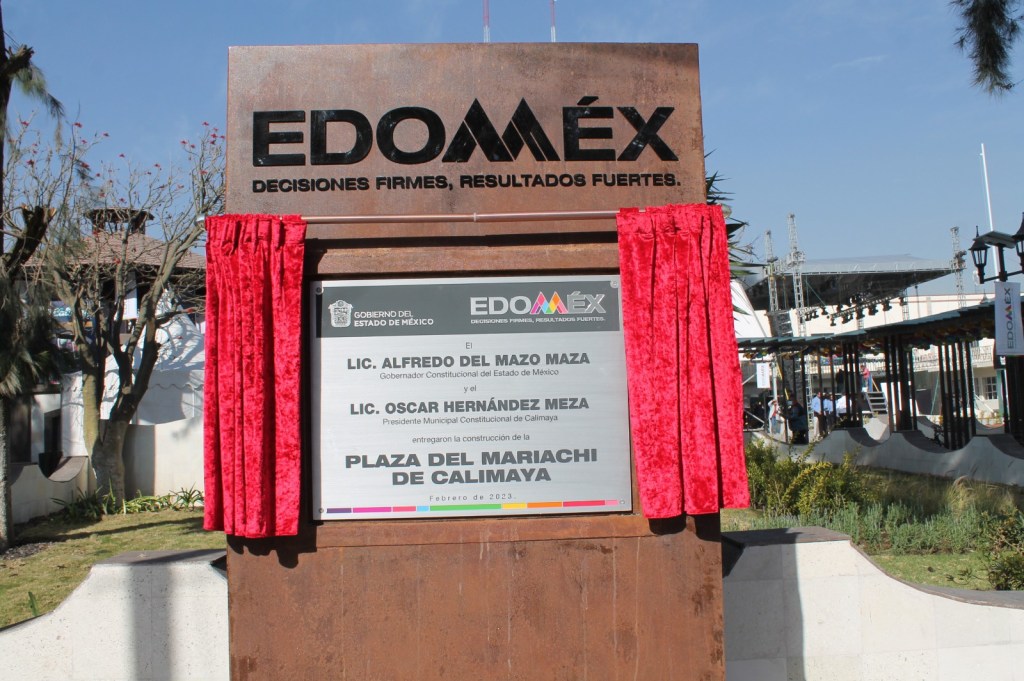 EDOMÉX
DECISIONES FIRMES, RESULTADOS FUERTES.
GOBIERNO DEL
ESTADO DE MÉXICO
EDOMÉX
DECISIONES FIRMES, RESULTADOS FUERTES.
El
LIC. ALFREDO DEL MAZO MAZA
Gobernador Constitucional del Estado de México
y el
LIC. OSCAR HERNÁNDEZ MEZA
Presidente Municipal Constitucional de Calimaya
entregaron la construcción de la
PLAZA DEL MARIACHI
DE CALIMAYA
Febrero de 2023.
EDOMÉX